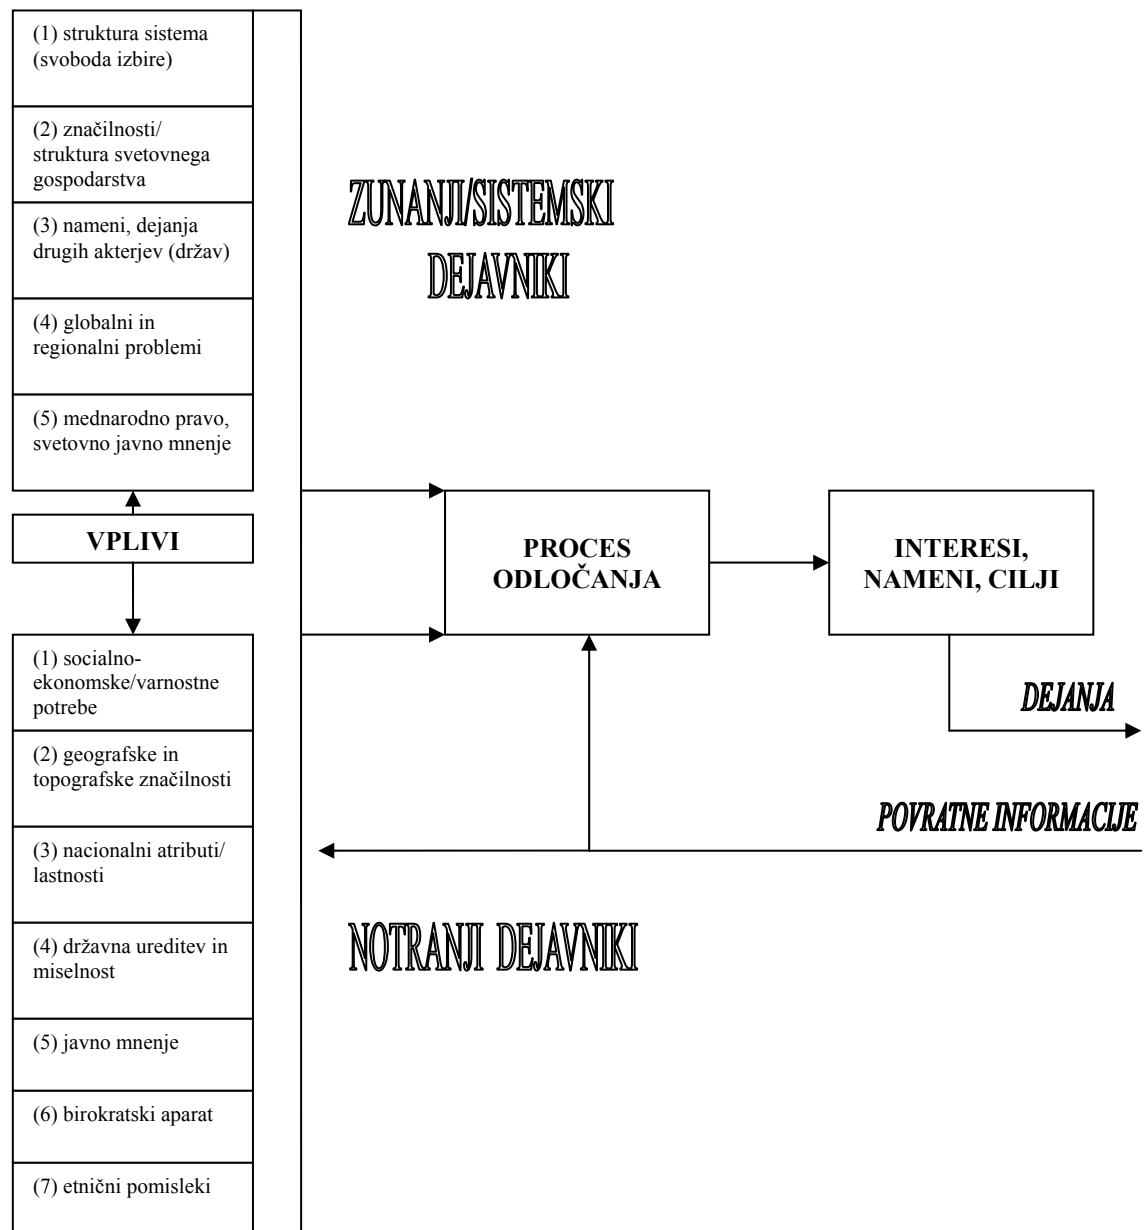 (1) struktura sistema
(svoboda izbire)
(2) značilnosti/
struktura svetovnega
gospodarstva
(3) nameni, dejanja
drugih akterjev (držav)
(4) globalni in
regionalni problemi
(5) mednarodno pravo,
svetovno javno mnenje
ZUNANJI/SISTEMSKI
DEJAVNIKI
VPLIVI
PROCES
ODLOČANJA
INTERESI,
NAMENI, CILJI
(1) socialno-
ekonomske/varnostne
potrebe
(2) geografske in
topografske značilnosti
(3) nacionalni atributi/
lastnosti
(4) državna ureditev in
miselnost
(5) javno mnenje
(6) birokratski aparat
(7) etnični pomisleki
DEJANJA
POVRATNE INFORMACIJE
NOTRANJI DEJAVNIKI